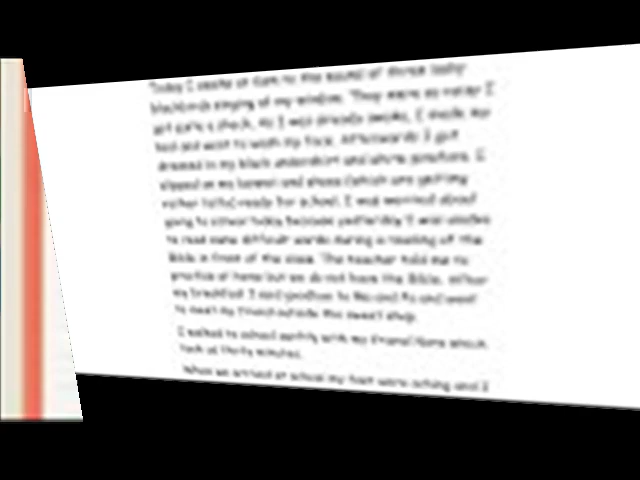 Today I awoke at 6am to the sound of three
blackbirds singing at my window. They were so noisy I
got quite a shock. As I was already awake, I made my
bed and went to wash my face. Afterwards I got
dressed in my black undershirt and white pinafore. I
slipped on my bonnet and shoes (which are getting
rather tatty) ready for school. I was worried about
going to school today because yesterday I was unable
to read some difficult words during a reading of the
Bible in front of the class. The teacher told me to
practise at home but we do not have the Bible. After
my breakfast I said goodbye to Ma and Pa and went
to meet my friend outside the sweet shop.
I walked to school with my friend which
took us thirty minutes.
When we arrived at school my feet were aching and I